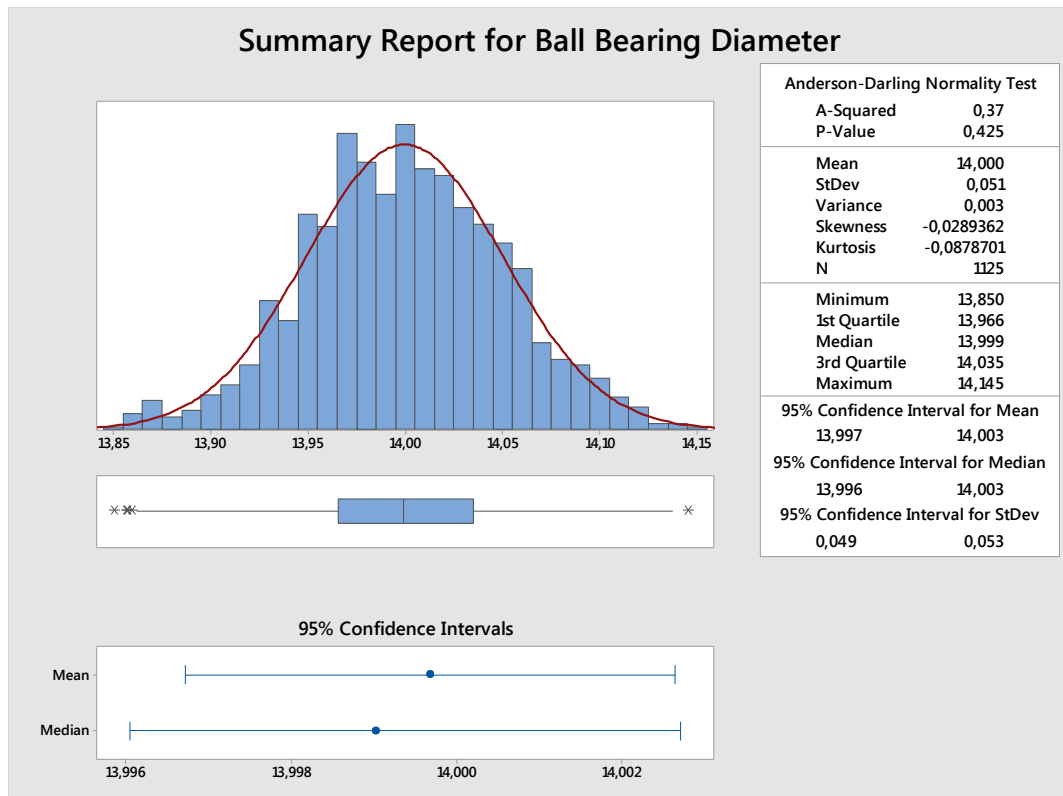 Summary Report for Ball Bearing Diameter
13,85 13,90 13,95 14,00 14,05 14,10 14,15
95% Confidence Intervals
Mean
Median
13,996 13,998 14,000 14,002
Anderson-Darling Normality Test
A-Squared 0,37
P-Value 0,425
Mean 14,000
StDev 0,051
Variance 0,003
Skewness -0,0289362
Kurtosis -0,0878701
N 1125
Minimum 13,850
1st Quartile 13,966
Median 13,999
3rd Quartile 14,035
Maximum 14,145
95% Confidence Interval for Mean
13,997 14,003
95% Confidence Interval for Median
13,996 14,003
95% Confidence Interval for StDev
0,049 0,053